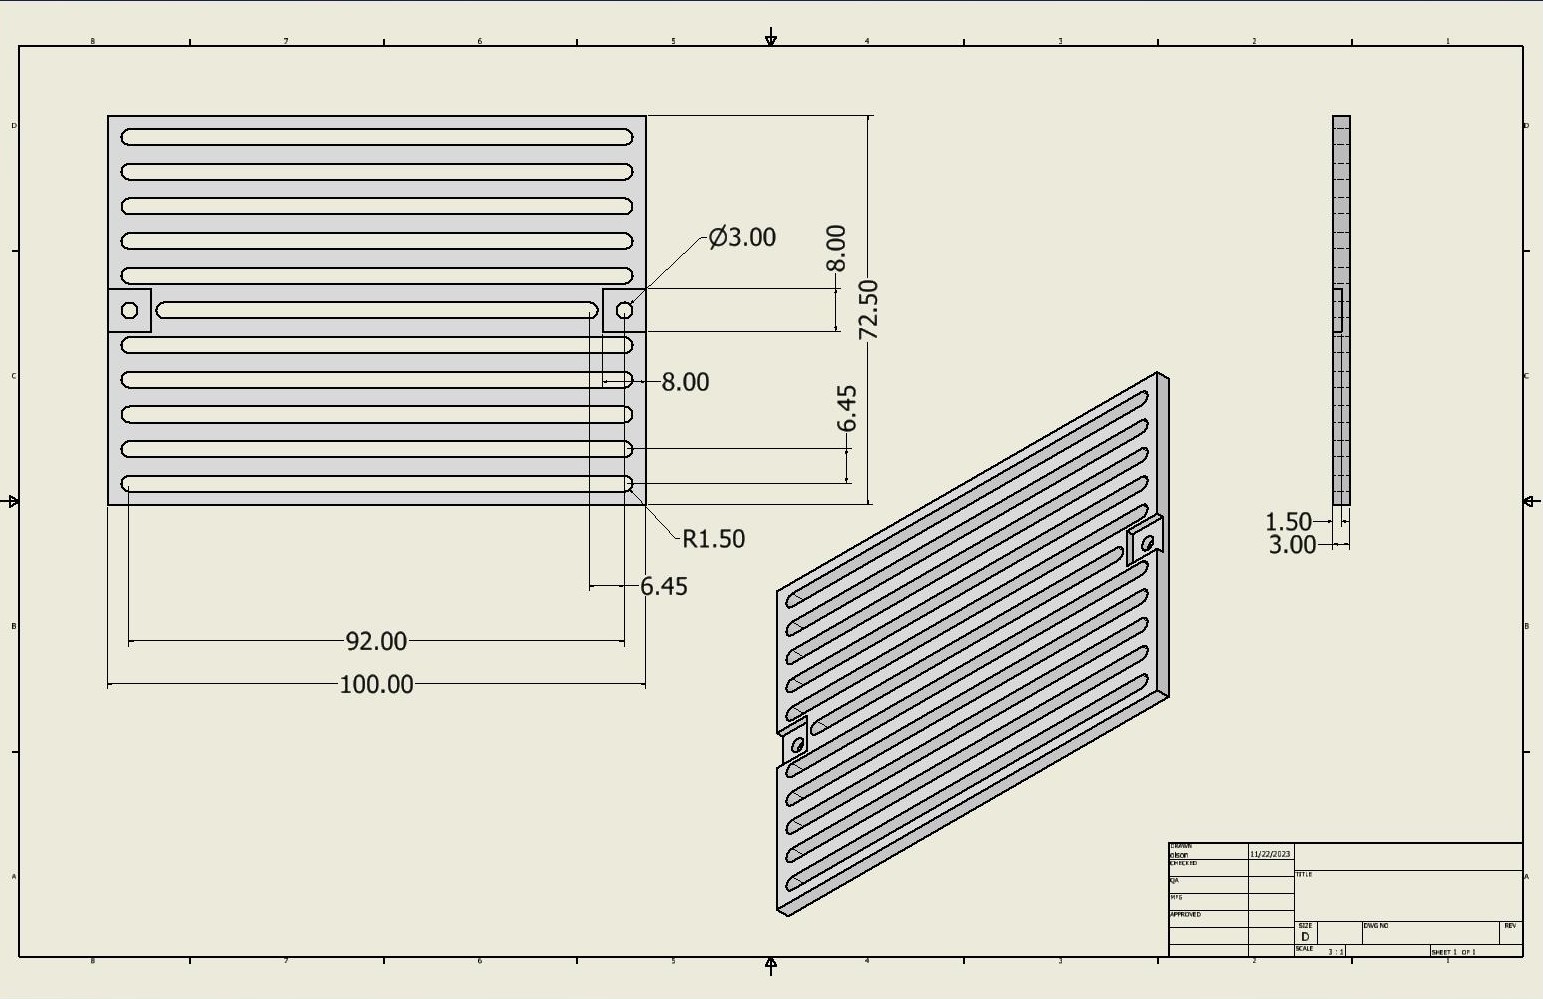 8 7 6 5 4 3 2 1
D D
Ø3.00
8.00
72.50
C C
8.00
6.45
R1.50
1.50
3.00
6.45
B B
92.00
100.00
A A
DRAWN
olson 11/22/2023
CHECKED
QA
MFG
APPROVED
TITLE
SIZE
D
DWG NO
REV
SCALE 3 : 1
SHEET 1 OF 1
8 7 6 5 4 3 2 1